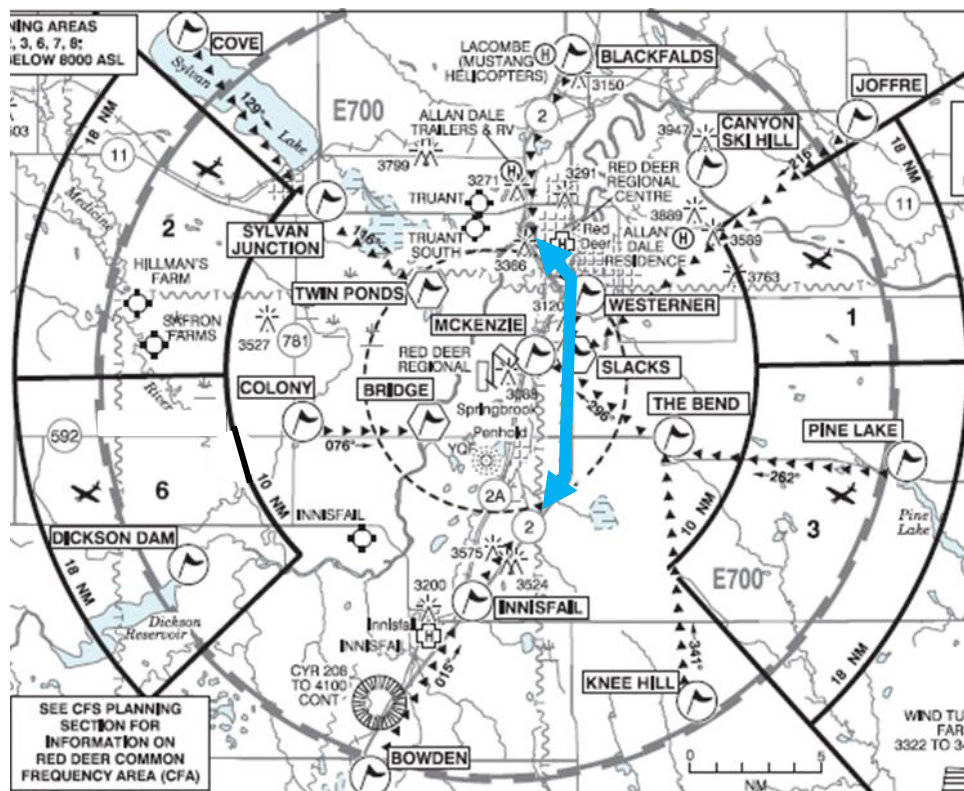 NING AREAS
2, 3, 6, 7, 8:
BELOW 8000 ASL
COVE
Sylvan
Lake
129°
18 NM
11
E700
LACOMBE
(MUSTANG
HELICOPTERS)
H
BLACKFALDS
3150
2
ALLAN DALE
TRAILERS & RV
3799
3271
H
3291
3947
CANYON
SKI HILL
JOFFRE
216°
18 NM
11
RED DEER
REGIONAL
CENTRE
TRUANT
TRUANT
SOUTH
3889
ALLAN
DALE
RESIDENCE
H
3589
3763
Red
Deer
H
3366
Medicine
River
2
SYLVAN
JUNCTION
116°
HILLMAN'S
FARM
SAFRON
FARMS
TWIN PONDS
3120
WESTERNER
1
3527
781
MCKENZIE
RED DEER
REGIONAL
SLACKS
3085
COLONY
BRIDGE
Springbrook
296°
THE BEND
PINE LAKE
592
076°
Penhold
YQF
262°
6
10 NM
2A
2
10 NM
3
Pine
Lake
INNISFAIL
DICKSON DAM
18 NM
3575
3524
E700
3200
INNISFAIL
Dickson
Reservoir
Innisfail
INNISFAIL
H
015°
341°
18 NM
CYR 208
TO 4100
CONT
KNEE HILL
SEE CFS PLANNING
SECTION FOR
INFORMATION ON
RED DEER COMMON
FREQUENCY AREA (CFA)
BOWDEN
0
5
NM
WIND TU
FAR
3322 TO 34